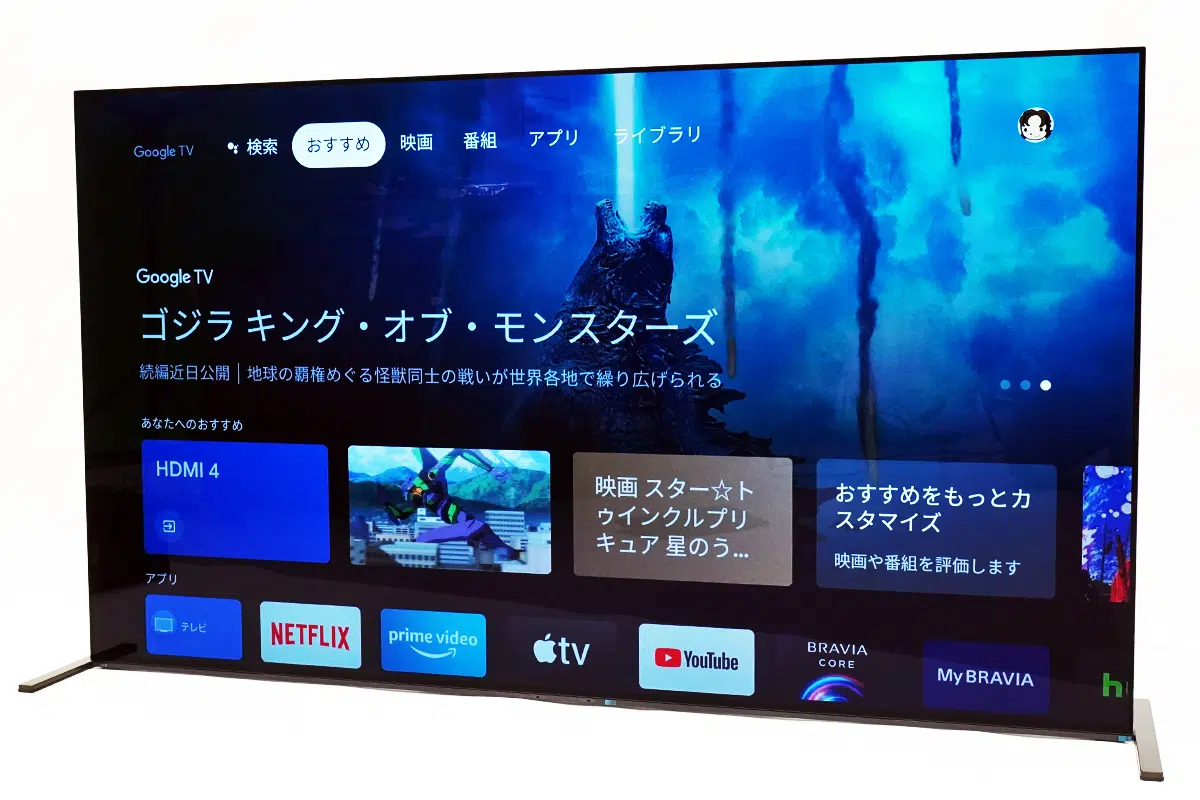 Google TV
検索
おすすめ
映画
番組
アプリ
ライブラリ
Google TV
ゴジラ キング・オブ・モンスターズ
続編近日公開│地球の覇権めぐる怪獣同士の戦いが世界各地で繰り広げられる
あなたへのおすすめ
HDMI 4
映画 スター☆ト
ゥインクルプリ
キュア 星のう...
おすすめをもっとカ
スタマイズ
映画や番組を評価します
アプリ
テレビ
NETFLIX
prime video
tv
YouTube
BRAVIA
CORE
My BRAVIA
h